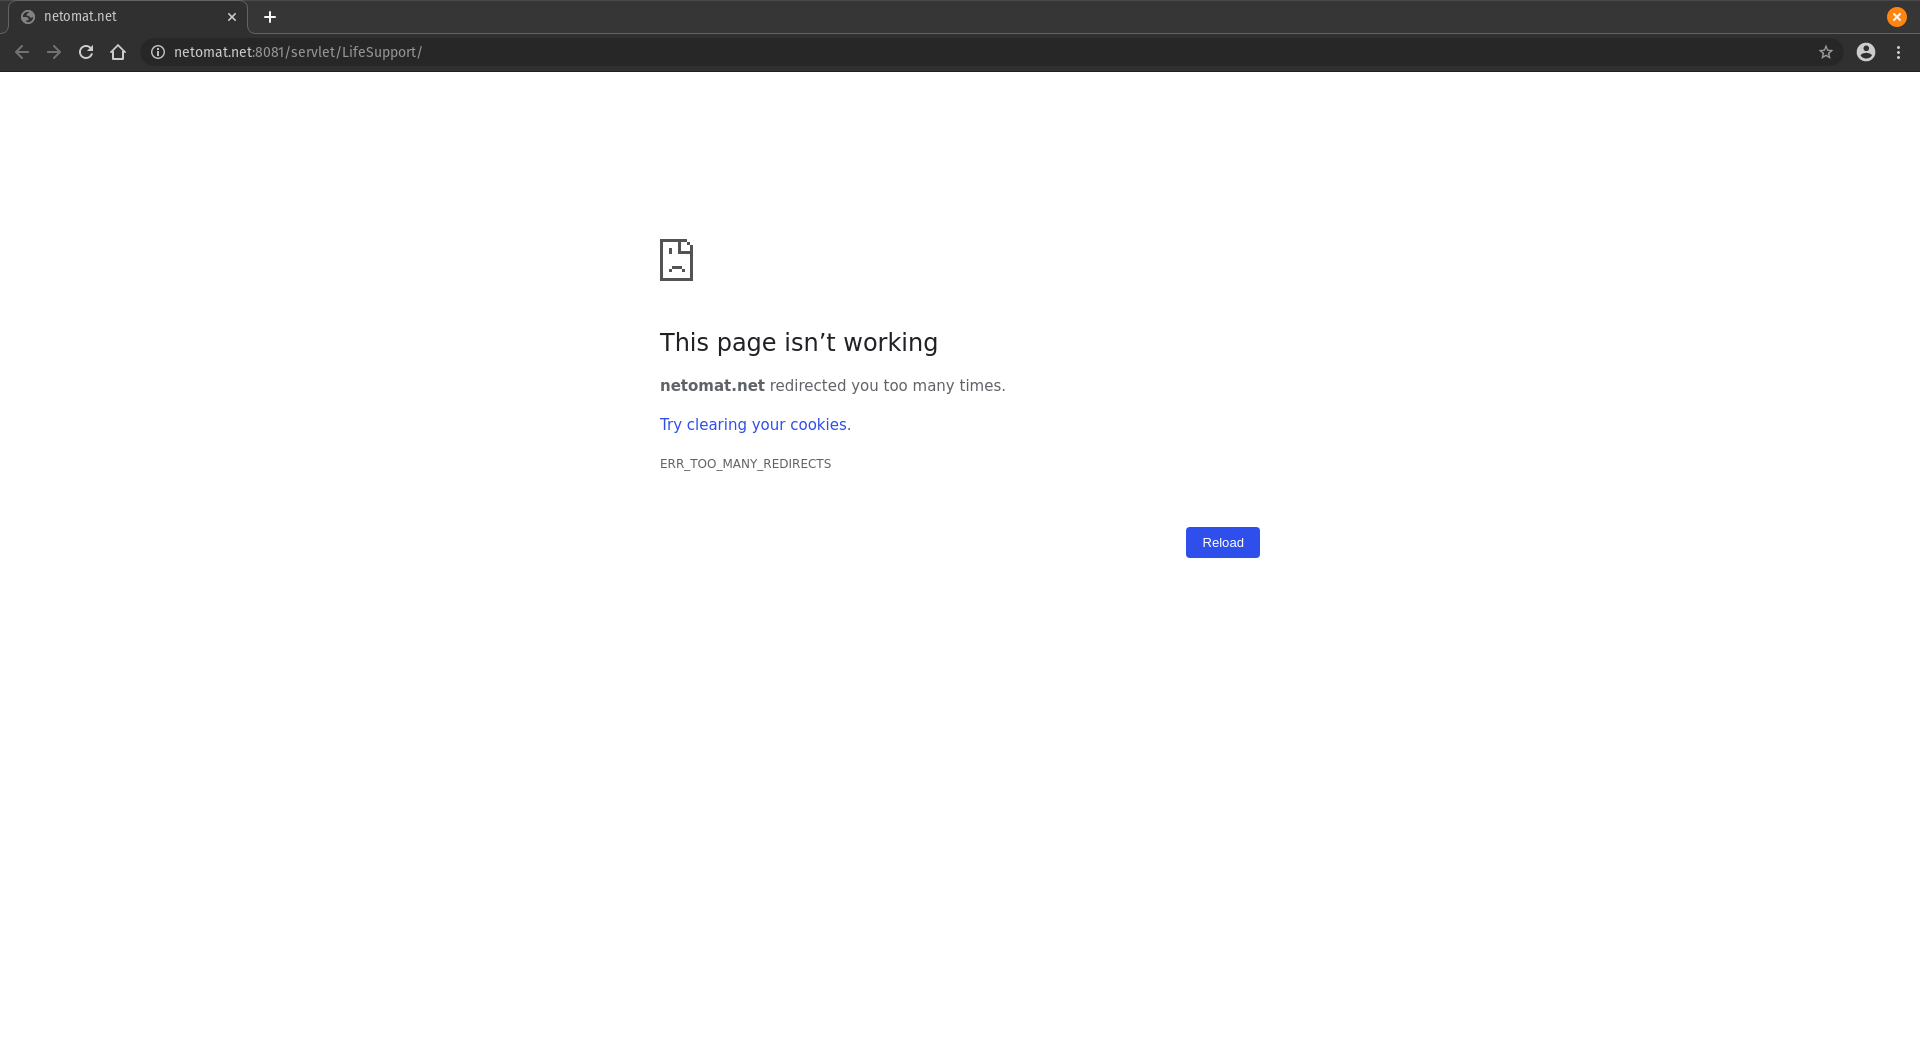 netomat.net
netomat.net:8081/servlet/LifeSupport/
This page isn’t working
netomat.net redirected you too many times.
Try clearing your cookies.
ERR_TOO_MANY_REDIRECTS
Reload